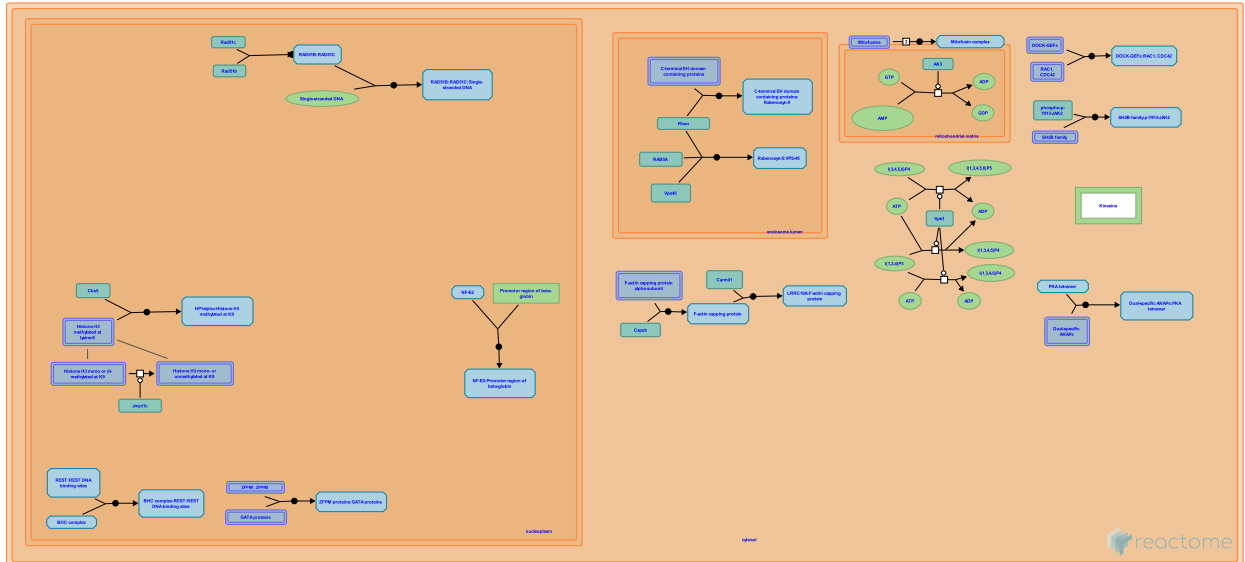 Rad51c
Rad51b
RAD51B:RAD51C
Singlestranded DNA
RAD51B:RAD51C:Single-
stranded DNA
Cbx5
HP1alpha:Histone H3
methylated at K9
Histone H3
methylated at
lysine9
Histone H3 mono or di-
methylated at K9
Histone H3 mono- or
unmethylated at K9
NF-E2
Promoter region of beta-
globin
NF-E2:Promoter region of
beta-globin
REST:REST DNA
binding sites
BHC complex
BHC complex:REST:REST
DNA binding sites
ZFPM1, ZFPM2
GATA proteins
ZFPM proteins:GATA proteins
nucleoplasm
C-terminal EH domain
containing proteins
C-terminal EH domain
containing proteins:
Rabenosyn-5
Rbsn
RAB5A
Vps45
Rabenosyn-5:VPS-45
endosome lumen
F-actin capping protein
alpha subunit
Capzb
F-actin capping protein
Carmil1
LRRC16A:F-actin capping
protein
Mitofusins
2
Mitofusin complex
GTP
AMP
AK3
ADP
GDP
mitochondrial matrix
I(3,4,5,6)P4
I(1,3,4,5,6)P5
ATP
ADP
Itpk1
I(1,3,4,5)P4
I(1,3,4)P3
I(1,3,4,6)P4
ATP
ADP
DOCK-GEFs
RAC1,
CDC42
DOCK-GEFs:RAC1, CDC42
phospho-p-
Y813-JAK2
SH2B family
SH2B family:p-Y813-JAK2
Kinesins
PKA tetramer
Dual-specific
AKAPs
Dual-specific AKAPs:PKA
tetramer
cytosol
reactome